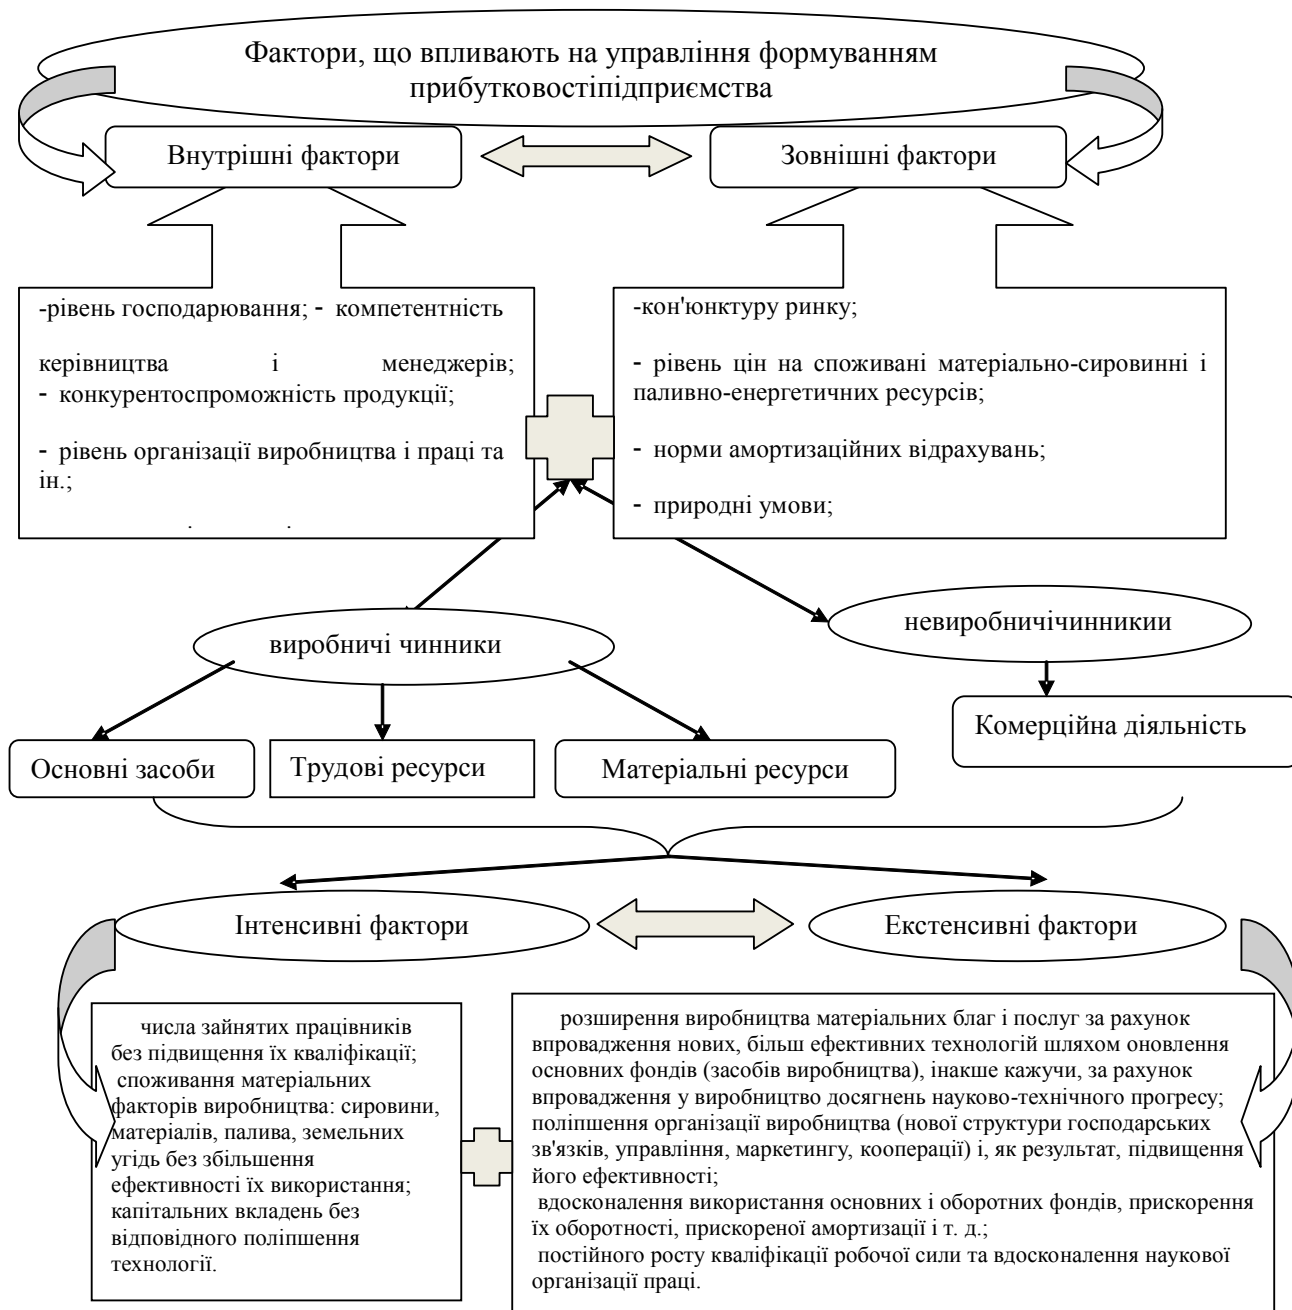 Фактори, що впливають на управління формуванням
прибутковостіпідприємства
Внутрішні фактори
Зовнішні фактори
-рівень господарювання; - компетентність
керівництва і менеджерів;
- конкурентоспроможність продукції;
- рівень організації виробництва і праці та
ін.;
-кон'юнктуру ринку;
- рівень цін на споживані матеріально-сировинні і
паливно-енергетичних ресурсів;
- норми амортизаційних відрахувань;
- природні умови;
виробничі чинники
невиробничічинникии
Основні засоби
Трудові ресурси
Матеріальні ресурси
Комерційна діяльність
Інтенсивні фактори
Екстенсивні фактори
числа зайнятих працівників
без підвищення їх кваліфікації;
споживання матеріальних
факторів виробництва: сировини,
матеріалів, палива, земельних
угідь без збільшення
ефективності їх використання;
капітальних вкладень без
відповідного поліпшення
технології.
розширення виробництва матеріальних благ і послуг за рахунок
впровадження нових, більш ефективних технологій шляхом оновлення
основних фондів (засобів виробництва), інакше кажучи, за рахунок
впровадження у виробництво досягнень науково-технічного прогресу;
поліпшення організації виробництва (нової структури господарських
зв'язків, управління, маркетингу, кооперації) і, як результат, підвищення
його ефективності;
вдосконалення використання основних і оборотних фондів, прискорення
їх оборотності, прискореної амортизації і т. д.;
постійного росту кваліфікації робочої сили та вдосконалення наукової
організації праці.